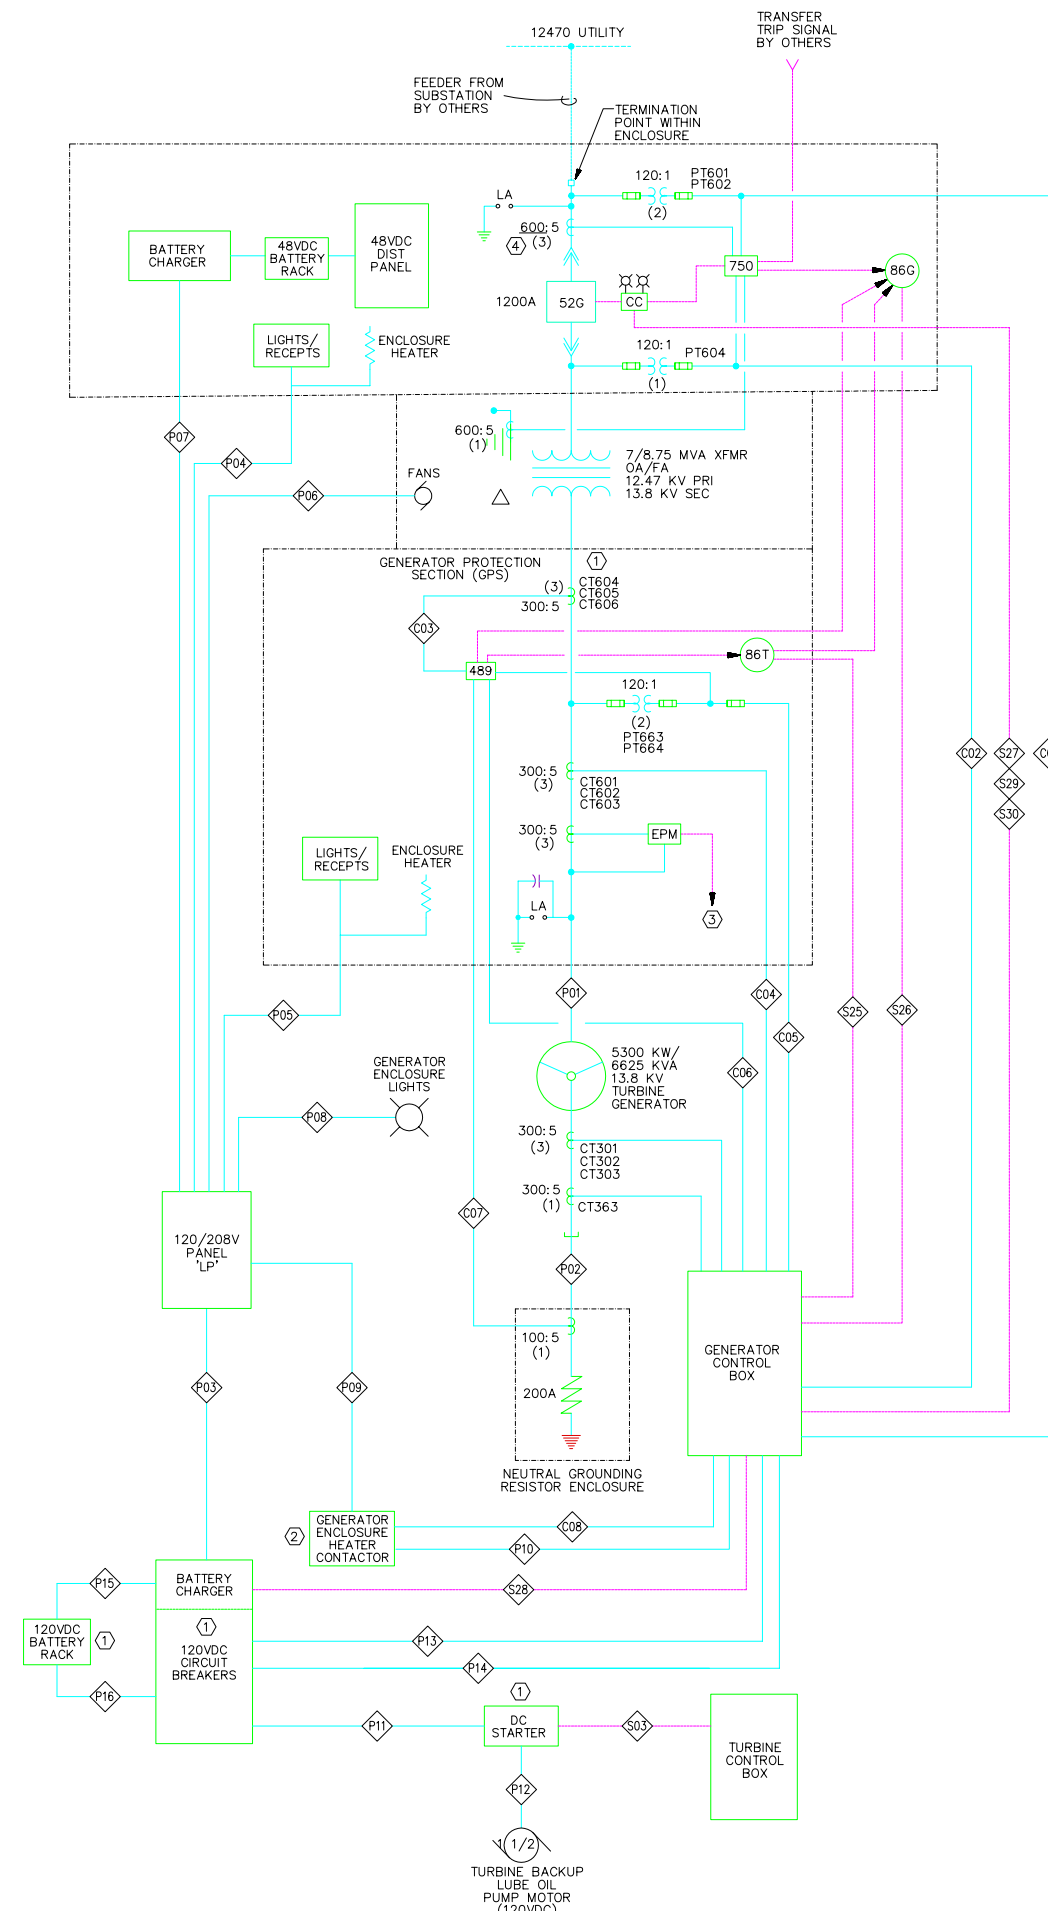 12470 UTILITY
TRANSFER
TRIP SIGNAL
BY OTHERS
FEEDER FROM
SUBSTATION
BY OTHERS
TERMINATION
POINT WITHIN
ENCLOSURE
LA
120:1
(2)
PT601
PT602
600:5
(3)
4
BATTERY
CHARGER
48VDC
BATTERY
RACK
48VDC
DIST
PANEL
750
86G
1200A
52G
CC
LIGHTS/
RECEPTS
ENCLOSURE
HEATER
120:1
(1)
PT604
P07
P04
P06
600:5
(1)
FANS
7/8.75 MVA XFMR
OA/FA
12.47 KV PRI
13.8 KV SEC
GENERATOR PROTECTION
SECTION (GPS)
1
(3)
300:5
CT604
CT605
CT606
C03
489
86T
120:1
(2)
PT663
PT664
C02
S27
S29
S30
C
300:5
(3)
CT601
CT602
CT603
300:5
(3)
EPM
3
LIGHTS/
RECEPTS
ENCLOSURE
HEATER
LA
P01
C04
C05
C06
S25
S26
P05
GENERATOR
ENCLOSURE
LIGHTS
P08
5300 KW/
6625 KVA
13.8 KV
TURBINE
GENERATOR
300:5
(3)
CT301
CT302
CT303
300:5
(1)
CT363
C07
P02
120/208V
PANEL
'LP'
100:5
(1)
200A
NEUTRAL GROUNDING
RESISTOR ENCLOSURE
GENERATOR
CONTROL
BOX
P03
P09
2
GENERATOR
ENCLOSURE
HEATER
CONTACTOR
C08
P10
BATTERY
CHARGER
S28
P15
120VDC
BATTERY
RACK
1
1
120VDC
CIRCUIT
BREAKERS
P13
P14
P16
P11
1
DC
STARTER
S03
TURBINE
CONTROL
BOX
P12
1 1/2
TURBINE BACKUP
LUBE OIL
PUMP MOTOR
(120VDC)